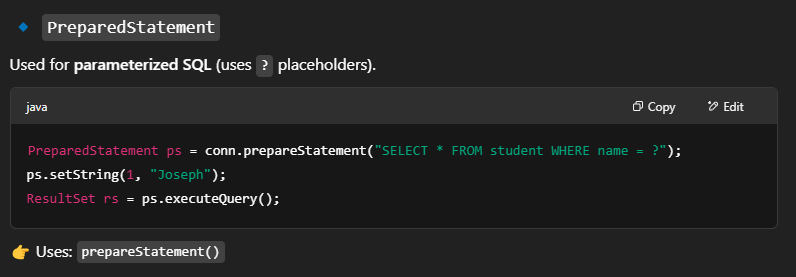 🔹 PreparedStatement
Used for parameterized SQL (uses ? placeholders).
java Copy Edit
PreparedStatement ps = conn.prepareStatement("SELECT * FROM student WHERE name = ?");
ps.setString(1, "Joseph");
ResultSet rs = ps.executeQuery();
👉 Uses: prepareStatement()